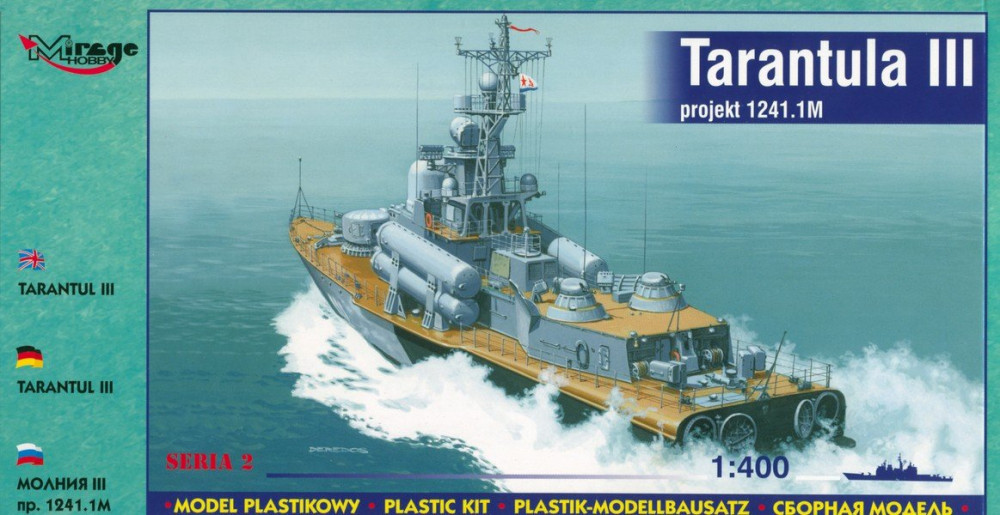 Mirage
HOBBY
Tarantula III
projekt 1241.1M
TARANTUL III
TARANTUL III
МОЛНИЯ III
пр. 1241.1М
SERIA 2
1:400
• MODEL PLASTIKOWY • PLASTIC KIT • PLASTIK-MODELLBAUSATZ • СБОРНАЯ МОДЕЛЬ •